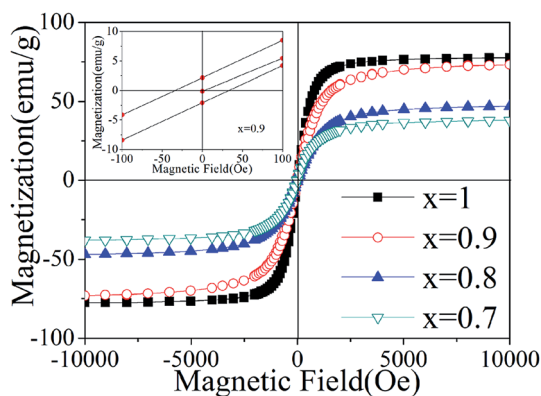 100
50
0
-50
-100
Magnetization(emu/g)
10
5
0
-5
-10
Magnetization(emu/g)
-100
-50
0
50
100
Magnetic Field(Oe)
x=0.9
x=1
x=0.9
x=0.8
x=0.7
-10000
-5000
0
5000
10000
Magnetic Field(Oe)